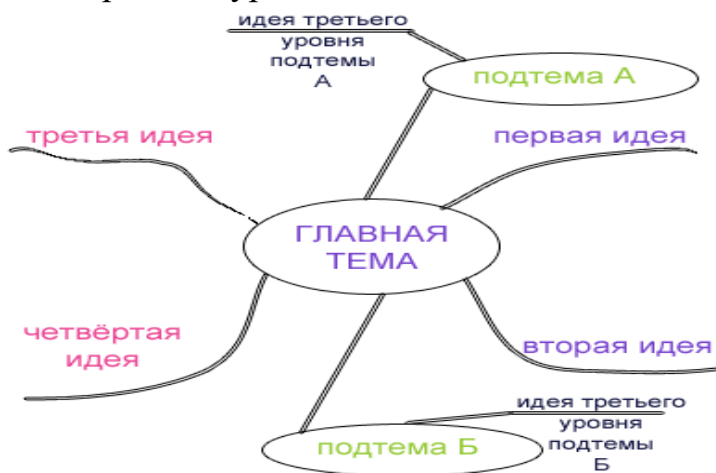 идея третьего
уровня
подтемы
А
подтема А
третья идея
первая идея
ГЛАВНАЯ
ТЕМА
четвёртая
идея
вторая идея
идея третьего
уровня
подтемы
Б
подтема Б